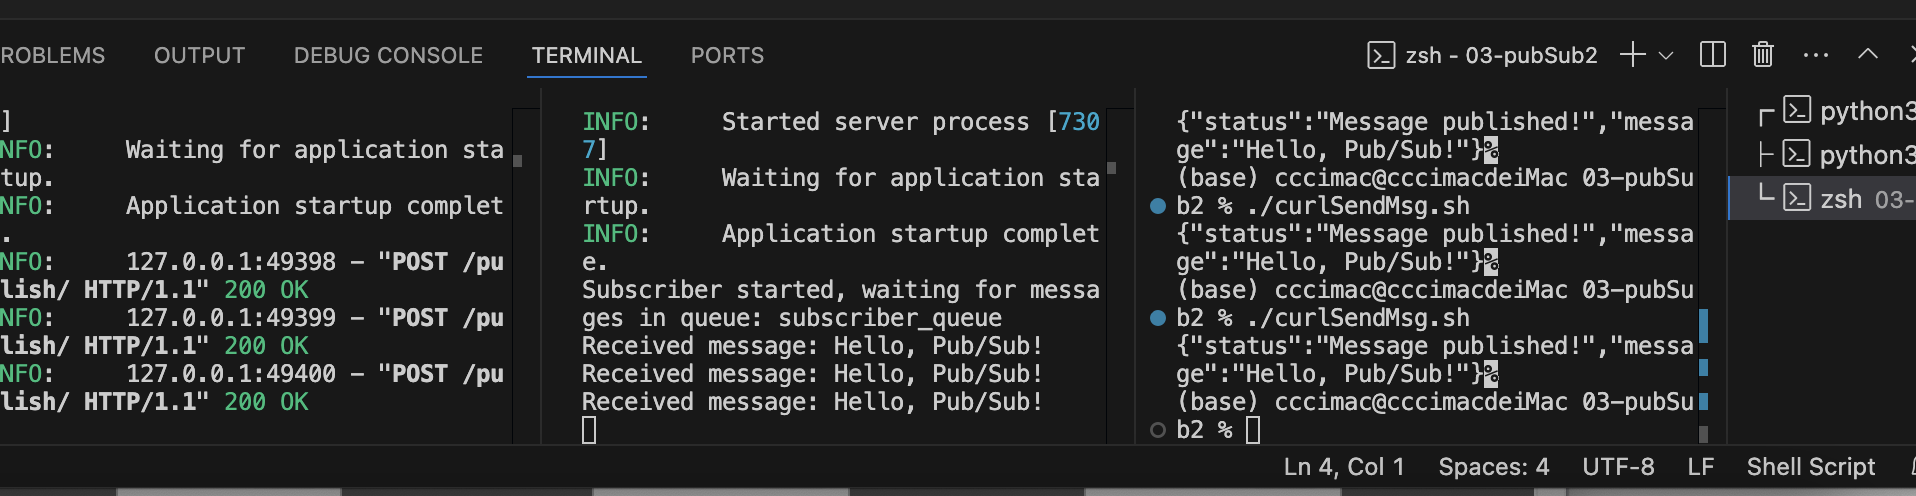 ROBLEMS OUTPUT DEBUG CONSOLE TERMINAL PORTS zsh - 03-pubSub2
]
NFO: Waiting for application sta
tup.
NFO: Application startup complet
.
NFO: 127.0.0.1:49398 - "POST /pu
lish/ HTTP/1.1" 200 OK
NFO: 127.0.0.1:49399 - "POST /pu
lish/ HTTP/1.1" 200 OK
NFO: 127.0.0.1:49400 - "POST /pu
lish/ HTTP/1.1" 200 OK
INFO: Started server process [730
7]
INFO: Waiting for application sta
rtup.
INFO: Application startup complet
e.
Subscriber started, waiting for messa
ges in queue: subscriber_queue
Received message: Hello, Pub/Sub!
Received message: Hello, Pub/Sub!
Received message: Hello, Pub/Sub!
{"status":"Message published!","messa
ge":"Hello, Pub/Sub!"}%
(base) cccimac@cccimacdeiMac 03-pubSu
b2 % ./curlSendMsg.sh
{"status":"Message published!","messa
ge":"Hello, Pub/Sub!"}%
(base) cccimac@cccimacdeiMac 03-pubSu
b2 % ./curlSendMsg.sh
{"status":"Message published!","messa
ge":"Hello, Pub/Sub!"}%
(base) cccimac@cccimacdeiMac 03-pubSu
b2 %
python3
python3
zsh 03-
Ln 4, Col 1 Spaces: 4 UTF-8 LF Shell Script